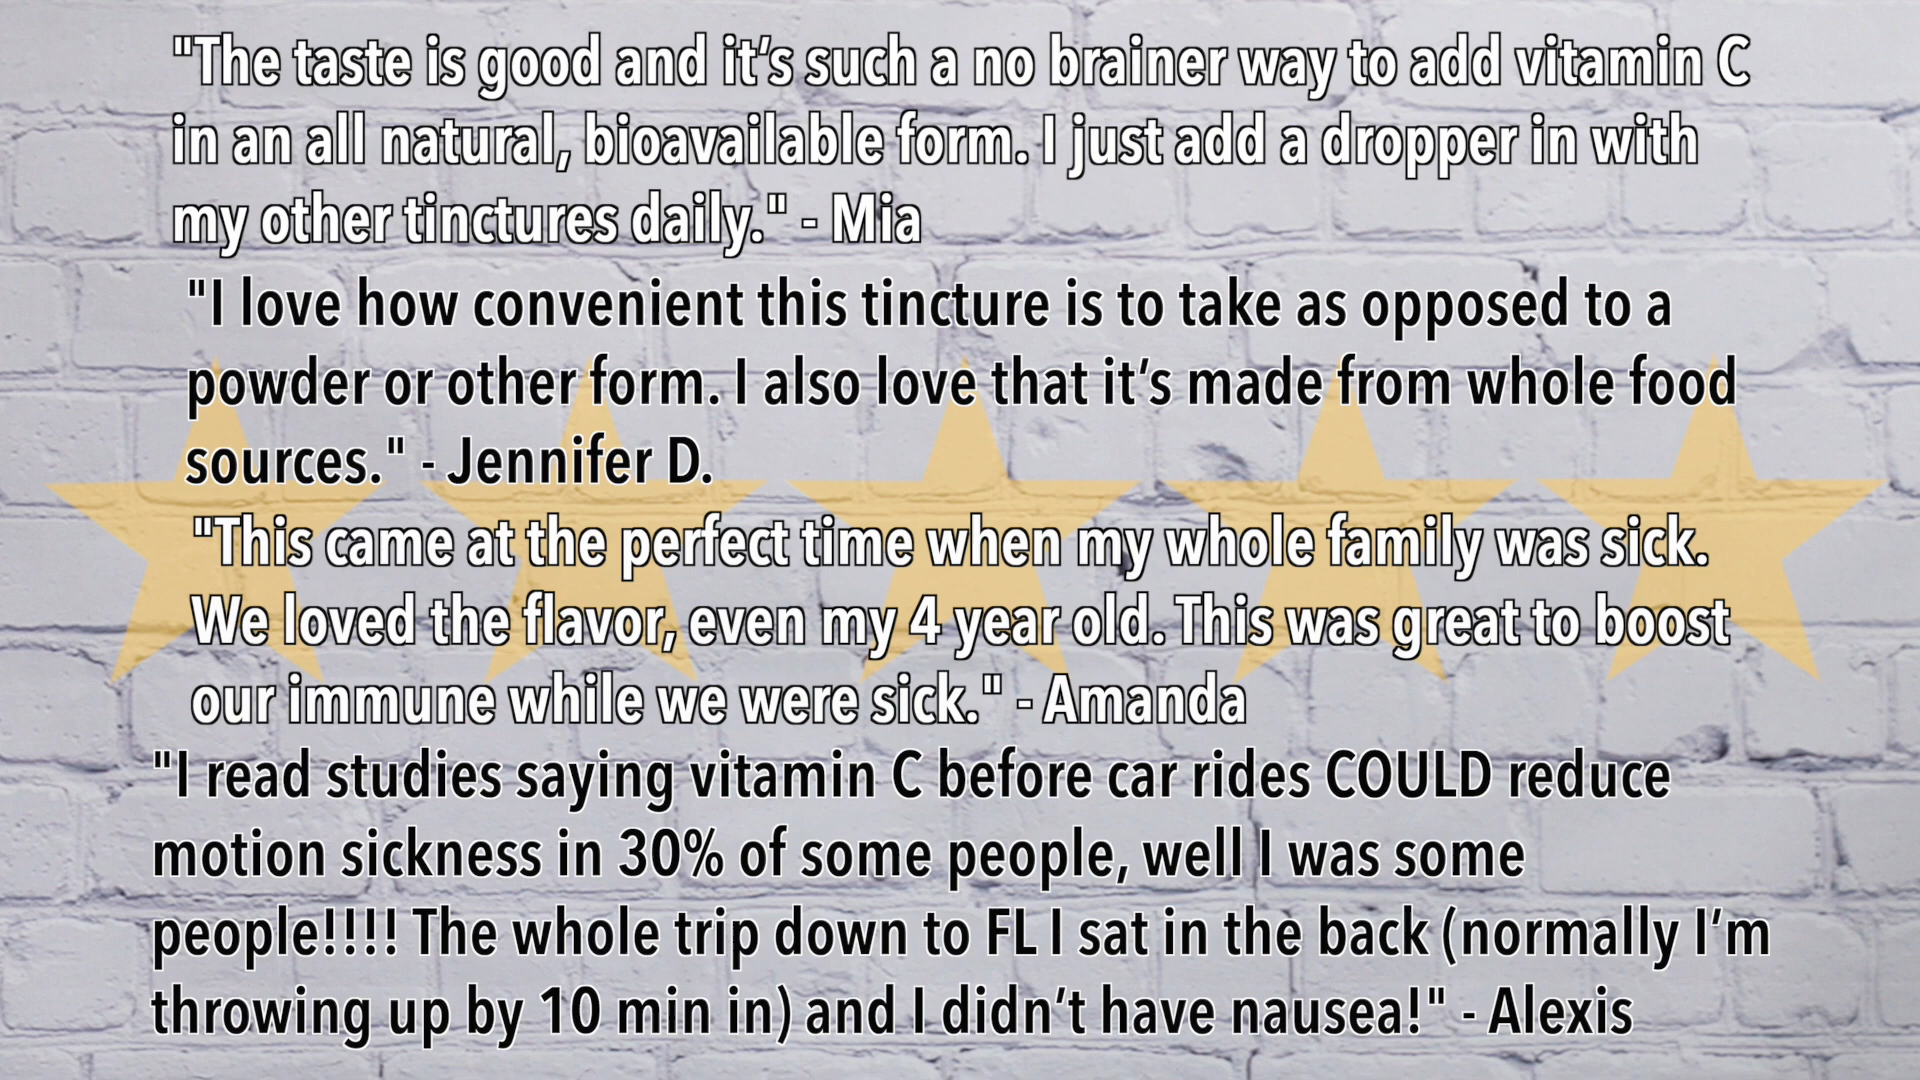 "The taste is good and it's such a no brainer way to add vitamin C
in an all natural, bioavailable form. I just add a dropper in with
my other tinctures daily." - Mia
"I love how convenient this tincture is to take as opposed to a
powder or other form. I also love that it's made from whole food
sources." - Jennifer D.
"This came at the perfect time when my whole family was sick.
We loved the flavor, even my 4 year old. This was great to boost
our immune while we were sick." - Amanda
"I read studies saying vitamin C before car rides COULD reduce
motion sickness in 30% of some people, well I was some
people!!!! The whole trip down to FL I sat in the back (normally I'm
throwing up by 10 min in) and I didn't have nausea!" - Alexis